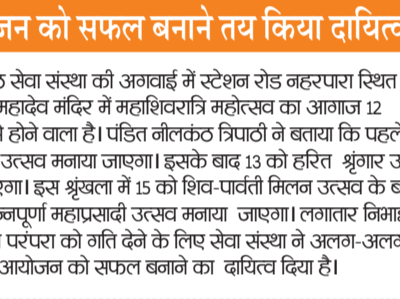 जन को सफल बनाने तय किया दायित्व
सेवा संस्था की अगवाई में स्टेशन रोड नहरपारा स्थित
महादेव मंदिर में महाशिवरात्रि महोत्सव का आगाज 12
होने वाला है। पंडित नीलकंठ त्रिपाठी ने बताया कि पहले
उत्सव मनाया जाएगा। इसके बाद 13 को हरित श्रृंगार उ
एगा। इस श्रृंखला में 15 को शिव-पार्वती मिलन उत्सव के ब
न्नपूर्णा महाप्रसादी उत्सव मनाया जाएगा। लगातार निभाई
परंपरा को गति देने के लिए सेवा संस्था ने अलग-अलग
आयोजन को सफल बनाने का दायित्व दिया है।